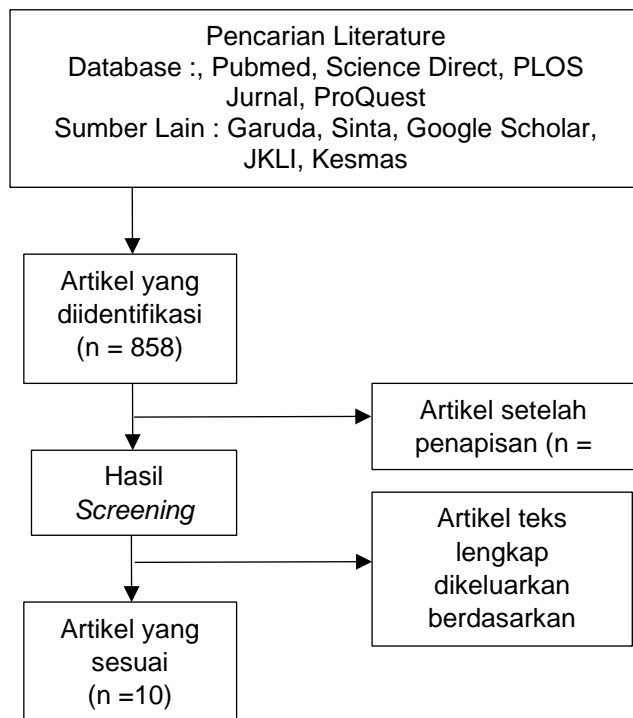 Pencarian Literature
Database :, Pubmed, Science Direct, PLOS
Jurnal, ProQuest
Sumber Lain : Garuda, Sinta, Google Scholar,
JKLI, Kesmas
Artikel yang
diidentifikasi
(n = 858)
Artikel setelah
penapisan (n =
Hasil
Screening
Artikel teks
lengkap
dikeluarkan
berdasarkan
Artikel yang
sesuai
(n =10)